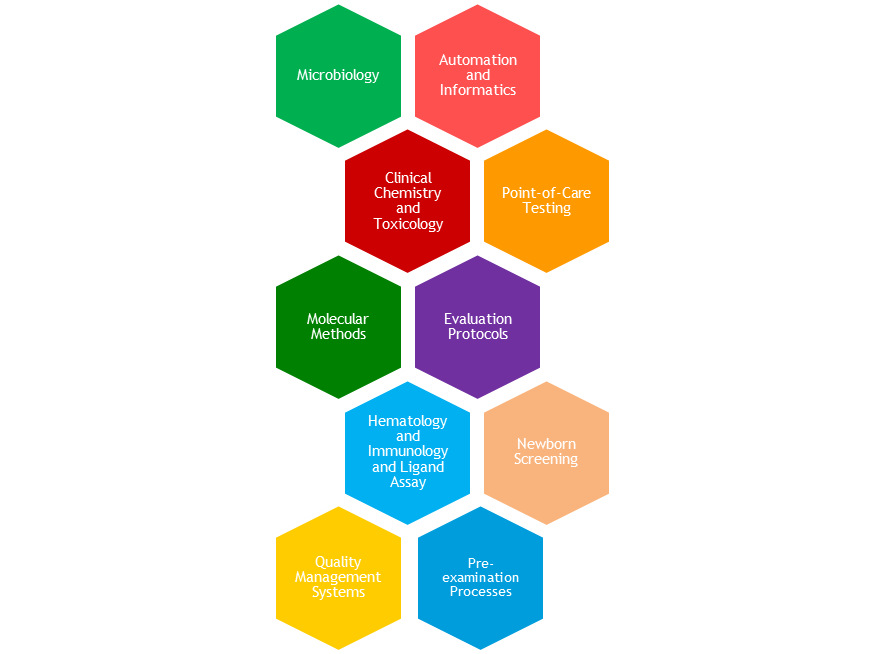 Microbiology
Automation
and
Informatics
Clinical
Chemistry
and
Toxicology
Point-of-Care
Testing
Molecular
Methods
Evaluation
Protocols
Hematology
and
Immunology
and Ligand
Assay
Newborn
Screening
Quality
Management
Systems
Pre-
examination
Processes